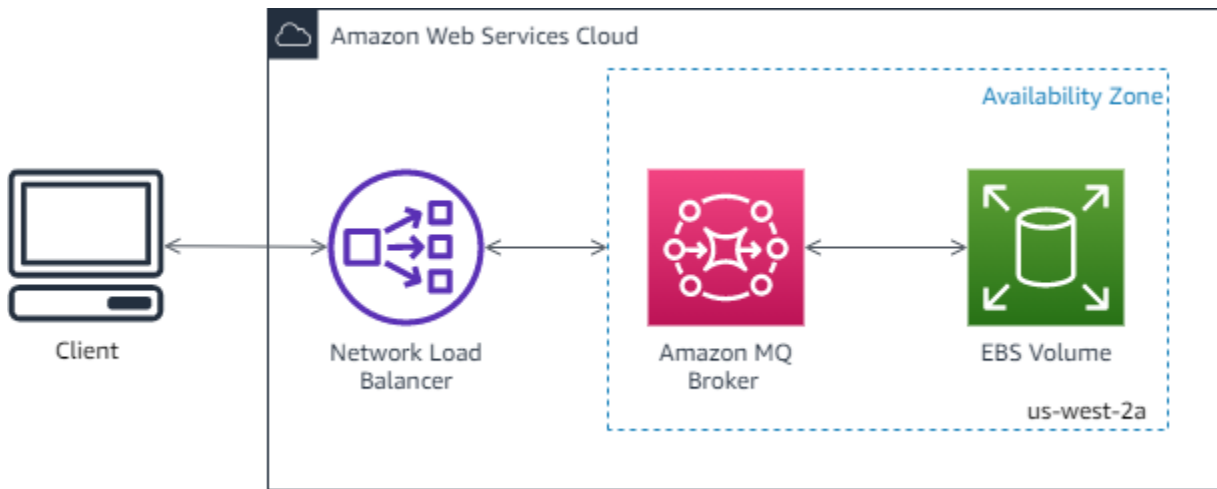 Amazon Web Services Cloud
Availability Zone
Client
Network Load
Balancer
Amazon MQ
Broker
EBS Volume
us-west-2a